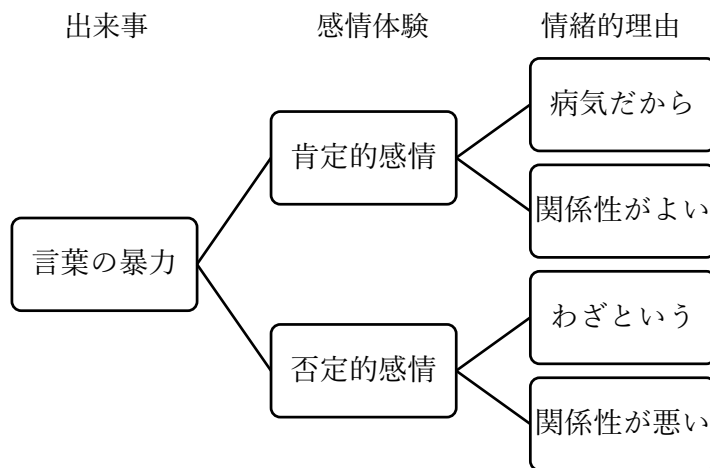 出来事
感情体験
情緒的理由
病気だから
肯定的感情
関係性がよい
言葉の暴力
わざという
否定的感情
関係性が悪い